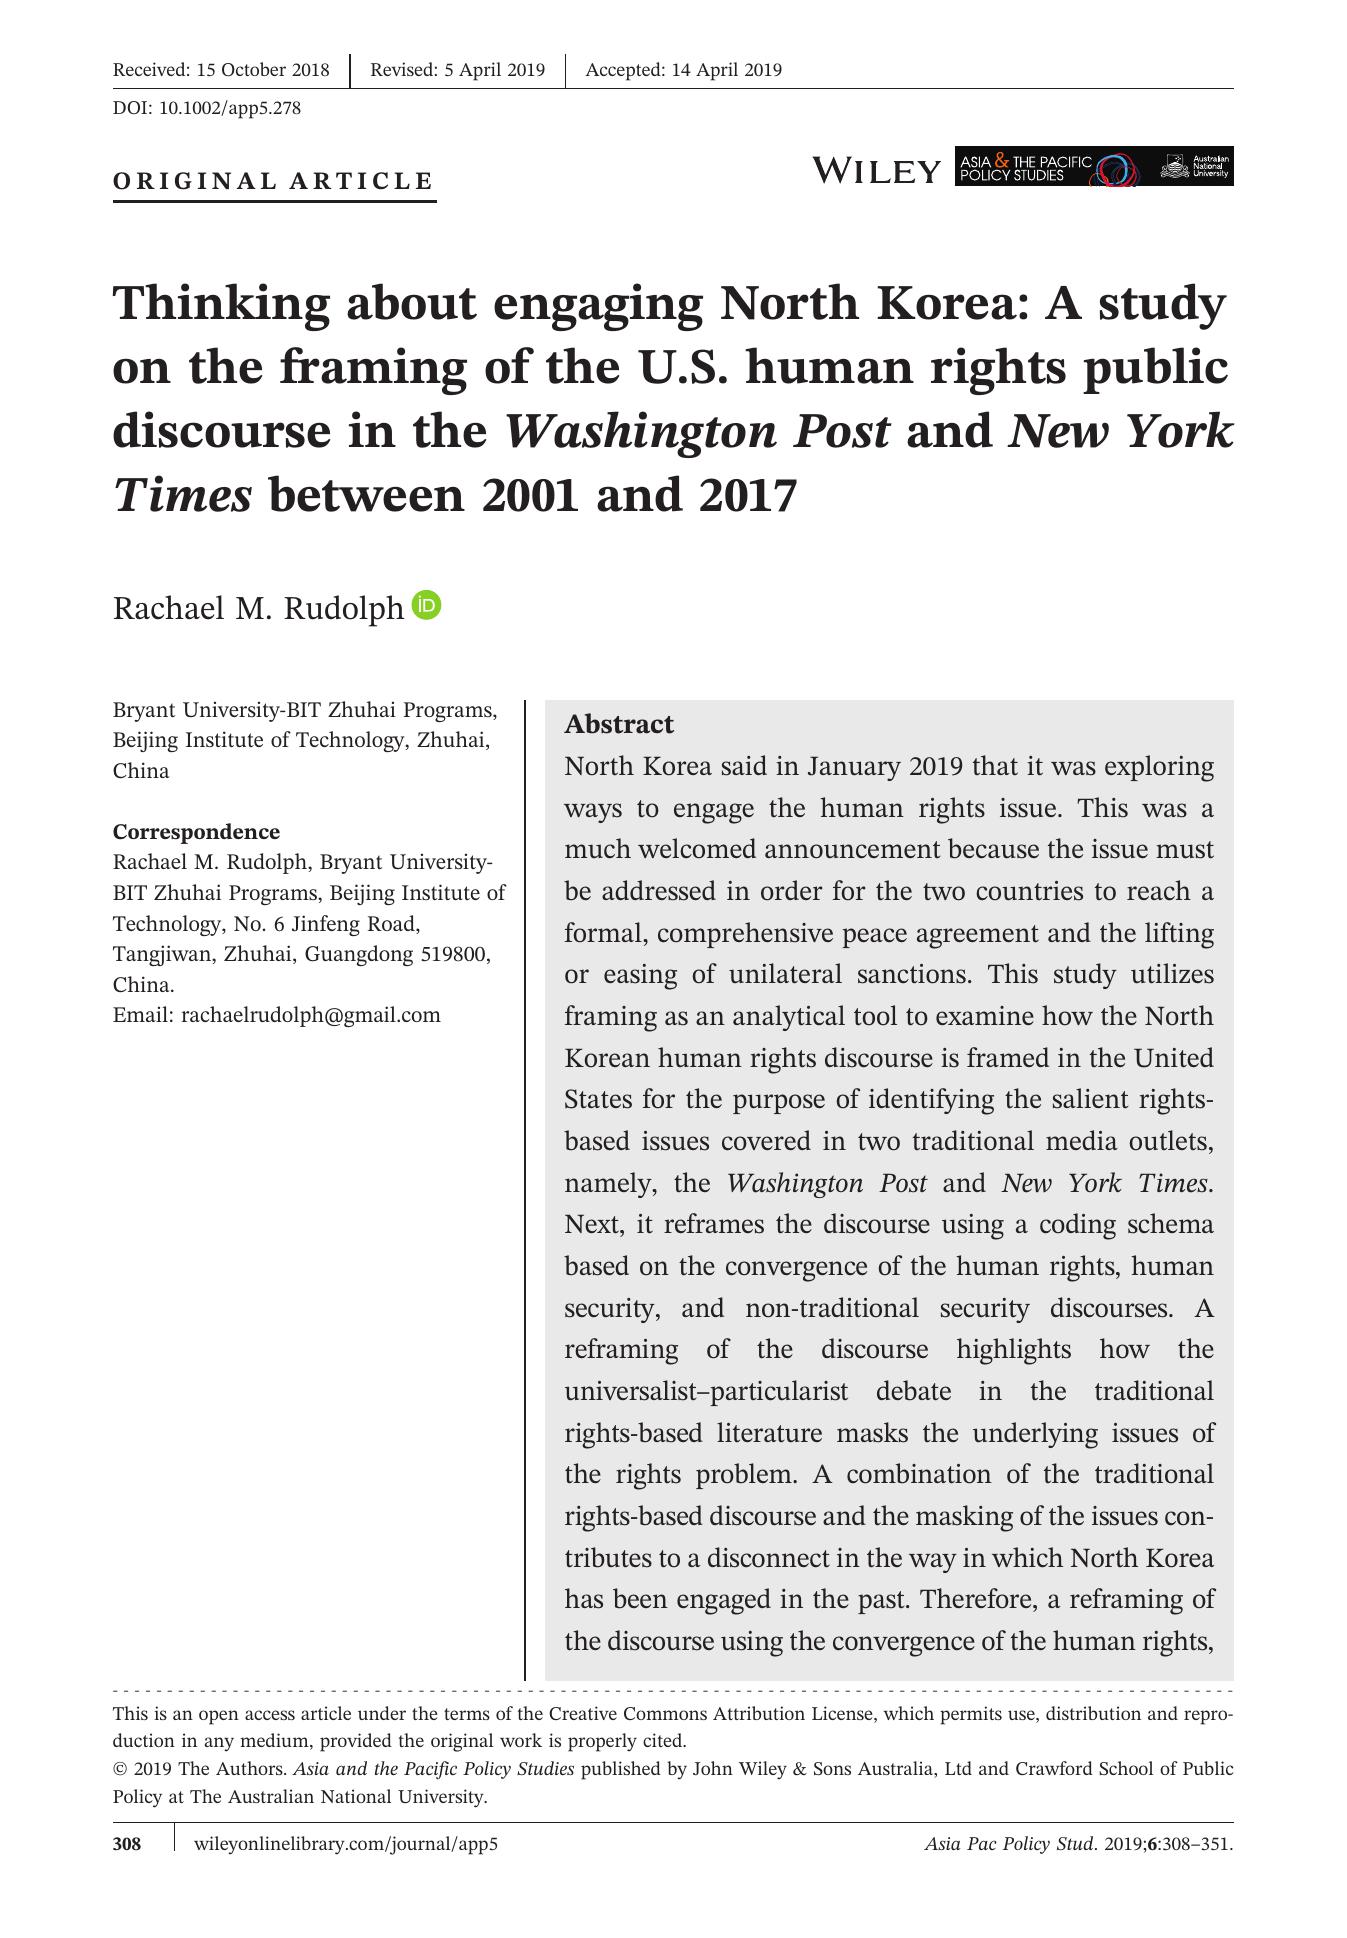 Received: 15 October 2018 | Revised: 5 April 2019 | Accepted: 14 April 2019
DOI: 10.1002/app5.278
ORIGINAL ARTICLE
WILEY
ASIA & THE PACIFIC
POLICY STUDIES
Australian
National
University
Thinking about engaging North Korea: A study
on the framing of the U.S. human rights public
discourse in the Washington Post and New York
Times between 2001 and 2017
Rachael M. Rudolph iD
Bryant University-BIT Zhuhai Programs,
Beijing Institute of Technology, Zhuhai,
China
Correspondence
Rachael M. Rudolph, Bryant University-
BIT Zhuhai Programs, Beijing Institute of
Technology, No. 6 Jinfeng Road,
Tangjiwan, Zhuhai, Guangdong 519800,
China.
Email: rachaelrudolph@gmail.com
Abstract
North Korea said in January 2019 that it was exploring
ways to engage the human rights issue. This was a
much welcomed announcement because the issue must
be addressed in order for the two countries to reach a
formal, comprehensive peace agreement and the lifting
or easing of unilateral sanctions. This study utilizes
framing as an analytical tool to examine how the North
Korean human rights discourse is framed in the United
States for the purpose of identifying the salient rights-
based issues covered in two traditional media outlets,
namely, the Washington Post and New York Times.
Next, it reframes the discourse using a coding schema
based on the convergence of the human rights, human
security, and non-traditional security discourses. A
reframing of the discourse highlights how the
universalist–particularist debate in the traditional
rights-based literature masks the underlying issues of
the rights problem. A combination of the traditional
rights-based discourse and the masking of the issues con-
tributes to a disconnect in the way in which North Korea
has been engaged in the past. Therefore, a reframing of
the discourse using the convergence of the human rights,
This is an open access article under the terms of the Creative Commons Attribution License, which permits use, distribution and repro-
duction in any medium, provided the original work is properly cited.
© 2019 The Authors. Asia and the Pacific Policy Studies published by John Wiley & Sons Australia, Ltd and Crawford School of Public
Policy at The Australian National University.
308 | wileyonlinelibrary.com/journal/app5
Asia Pac Policy Stud. 2019;6:308–351.